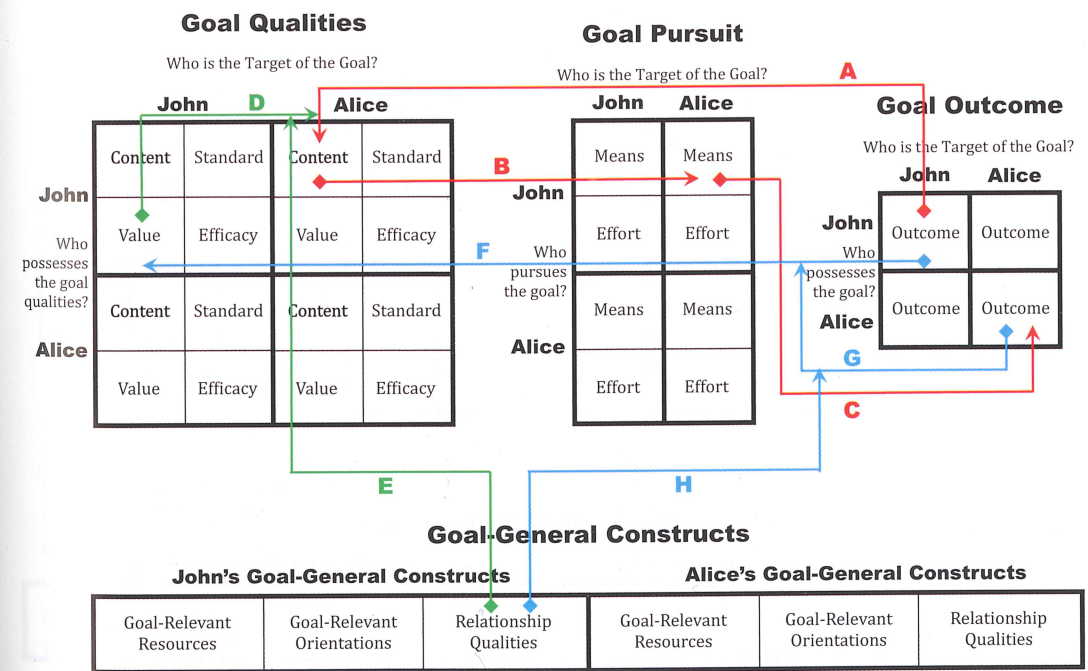 Goal Qualities
Who is the Target of the Goal?
John D Alice
Content Standard Content Standard
John
Value Efficacy Value Efficacy
Who
possesses
the goal
qualities?
Content Standard Content Standard
Alice
Value Efficacy Value Efficacy
Goal Pursuit
Who is the Target of the Goal?
John Alice
Means Means
John
Effort Effort
Who
pursues
the goal?
Means Means
Alice
Effort Effort
Goal Outcome
Who is the Target of the Goal?
John Alice
John
Outcome Outcome
Who
possesses
the goal?
Outcome Outcome
Alice
A
B
F
G
C
E
H
Goal-General Constructs
John's Goal-General Constructs
Goal-Relevant Resources
Goal-Relevant Orientations
Relationship Qualities
Alice's Goal-General Constructs
Goal-Relevant Resources
Goal-Relevant Orientations
Relationship Qualities